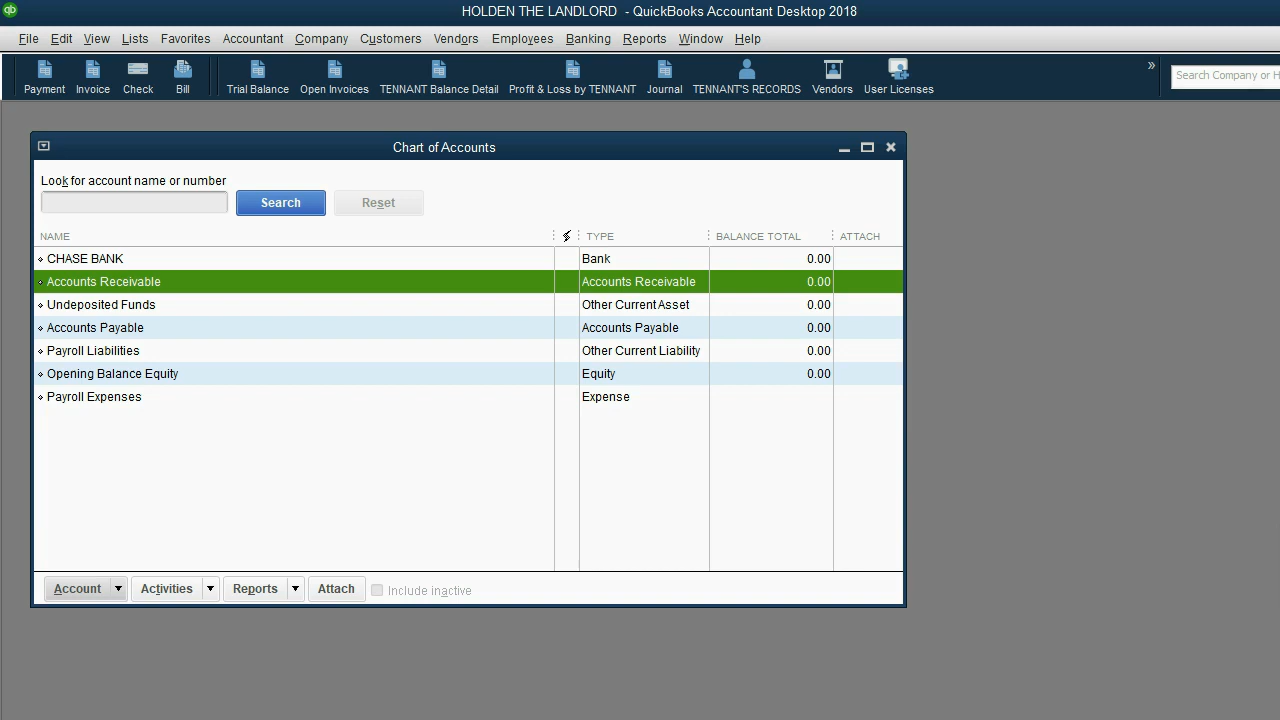 qb
HOLDEN THE LANDLORD - QuickBooks Accountant Desktop 2018
File Edit View Lists Favorites Accountant Company Customers Vendors Employees Banking Reports Window Help
Payment Invoice Check Bill Trial Balance Open Invoices TENNANT Balance Detail Profit & Loss by TENNANT Journal TENNANT'S RECORDS Vendors User Licenses » Search Company or H
Chart of Accounts
Look for account name or number
Search Reset
NAME TYPE BALANCE TOTAL ATTACH
CHASE BANK Bank 0.00
Accounts Receivable Accounts Receivable 0.00
Undeposited Funds Other Current Asset 0.00
Accounts Payable Accounts Payable 0.00
Payroll Liabilities Other Current Liability 0.00
Opening Balance Equity Equity 0.00
Payroll Expenses Expense
Account Activities Reports Attach Include inactive